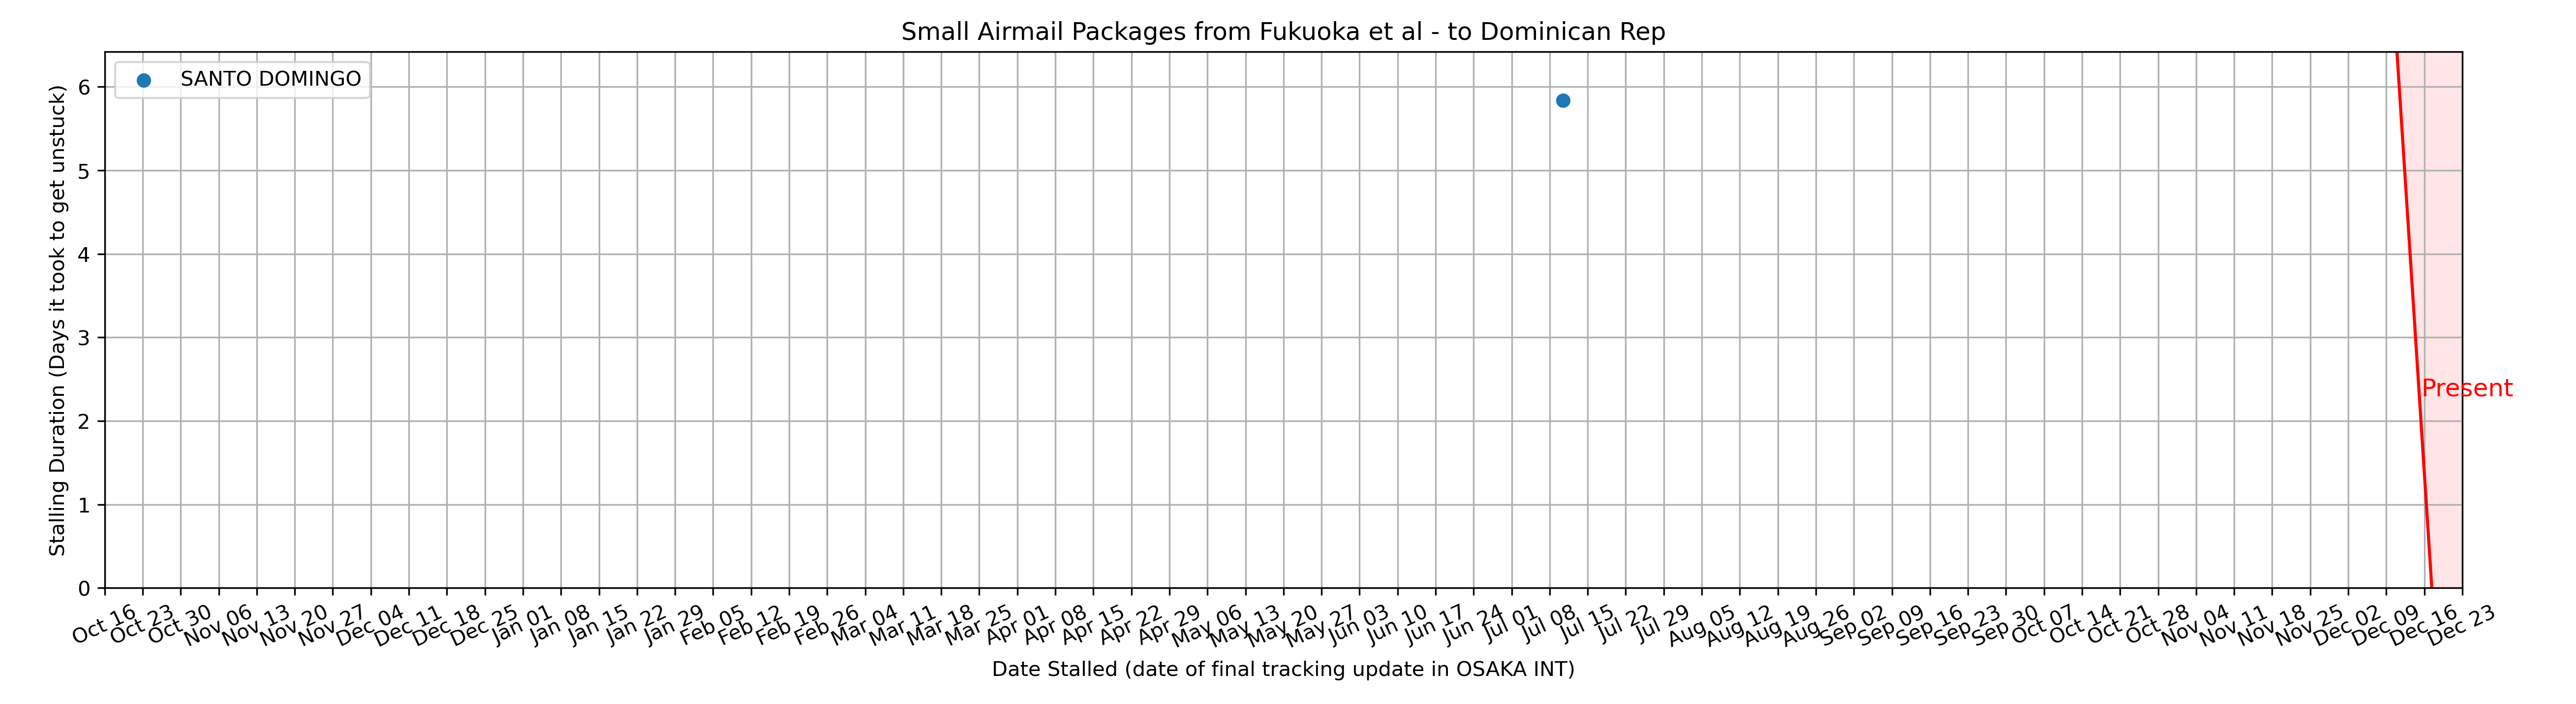 Small Airmail Packages from Fukuoka et al - to Dominican Rep
SANTO DOMINGO
Stalling Duration (Days it took to get unstuck)
6
5
4
3
2
1
0
Present
Oct 16
Oct 23
Oct 30
Nov 06
Nov 13
Nov 20
Nov 27
Dec 04
Dec 11
Dec 18
Dec 25
Jan 01
Jan 08
Jan 15
Jan 22
Jan 29
Feb 05
Feb 12
Feb 19
Feb 26
Mar 04
Mar 11
Mar 18
Mar 25
Apr 01
Apr 08
Apr 15
Apr 22
Apr 29
May 06
May 13
May 20
May 27
Jun 03
Jun 10
Jun 17
Jun 24
Jul 01
Jul 08
Jul 15
Jul 22
Jul 29
Aug 05
Aug 12
Aug 19
Aug 26
Sep 02
Sep 09
Sep 16
Sep 23
Sep 30
Oct 07
Oct 14
Oct 21
Oct 28
Nov 04
Nov 11
Nov 18
Nov 25
Dec 02
Dec 09
Dec 16
Dec 23
Date Stalled (date of final tracking update in OSAKA INT)